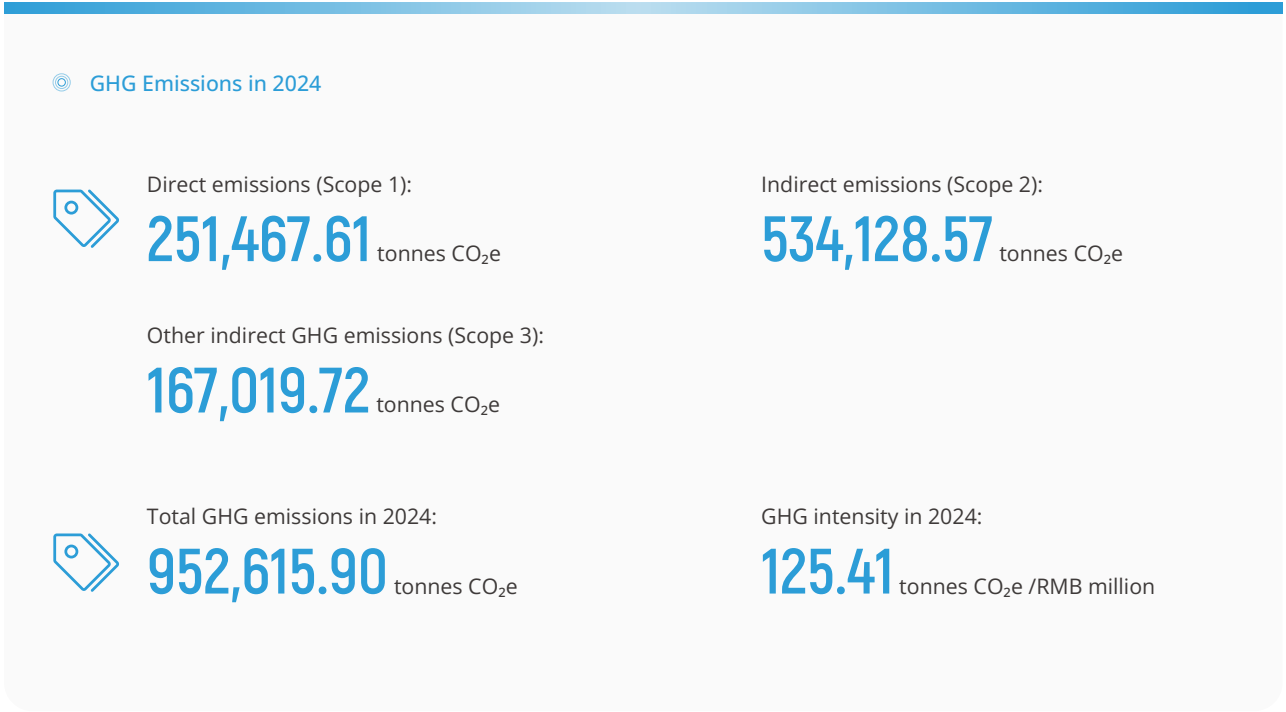 GHG Emissions in 2024
Direct emissions (Scope 1):
251,467.61 tonnes CO₂e
Indirect emissions (Scope 2):
534,128.57 tonnes CO₂e
Other indirect GHG emissions (Scope 3):
167,019.72 tonnes CO₂e
Total GHG emissions in 2024:
952,615.90 tonnes CO₂e
GHG intensity in 2024:
125.41 tonnes CO₂e /RMB million